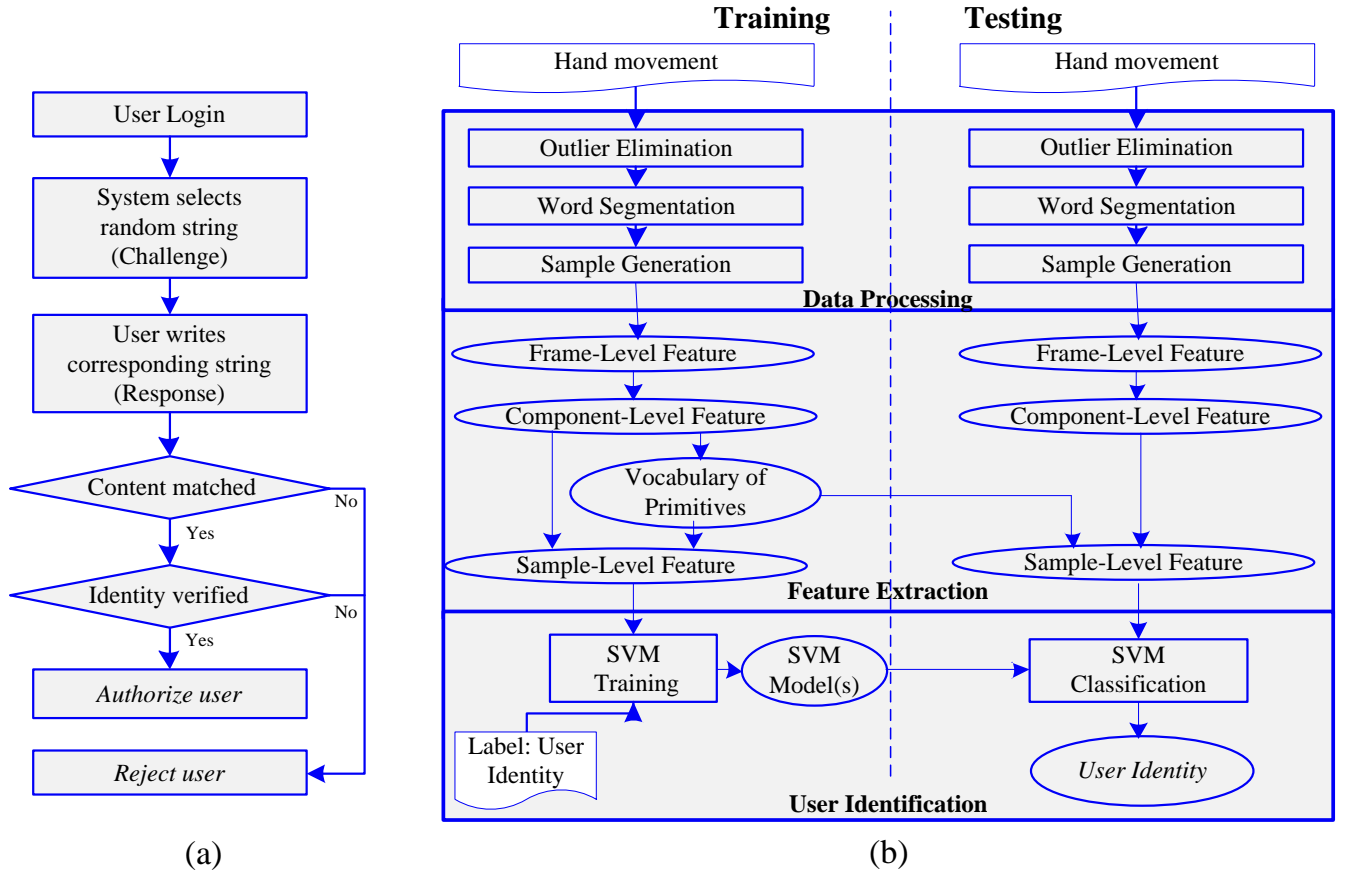 User Login
System selects
random string
(Challenge)
User writes
corresponding string
(Response)
Content matched
No
Yes
Identity verified
No
Yes
Authorize user
Reject user
(a)
Training
Testing
Hand movement
Hand movement
Outlier Elimination
Outlier Elimination
Word Segmentation
Word Segmentation
Sample Generation
Sample Generation
Data Processing
Frame-Level Feature
Frame-Level Feature
Component-Level Feature
Component-Level Feature
Vocabulary of
Primitives
Sample-Level Feature
Sample-Level Feature
Feature Extraction
SVM
Training
SVM
Model(s)
SVM
Classification
Label: User
Identity
User Identity
User Identification
(b)